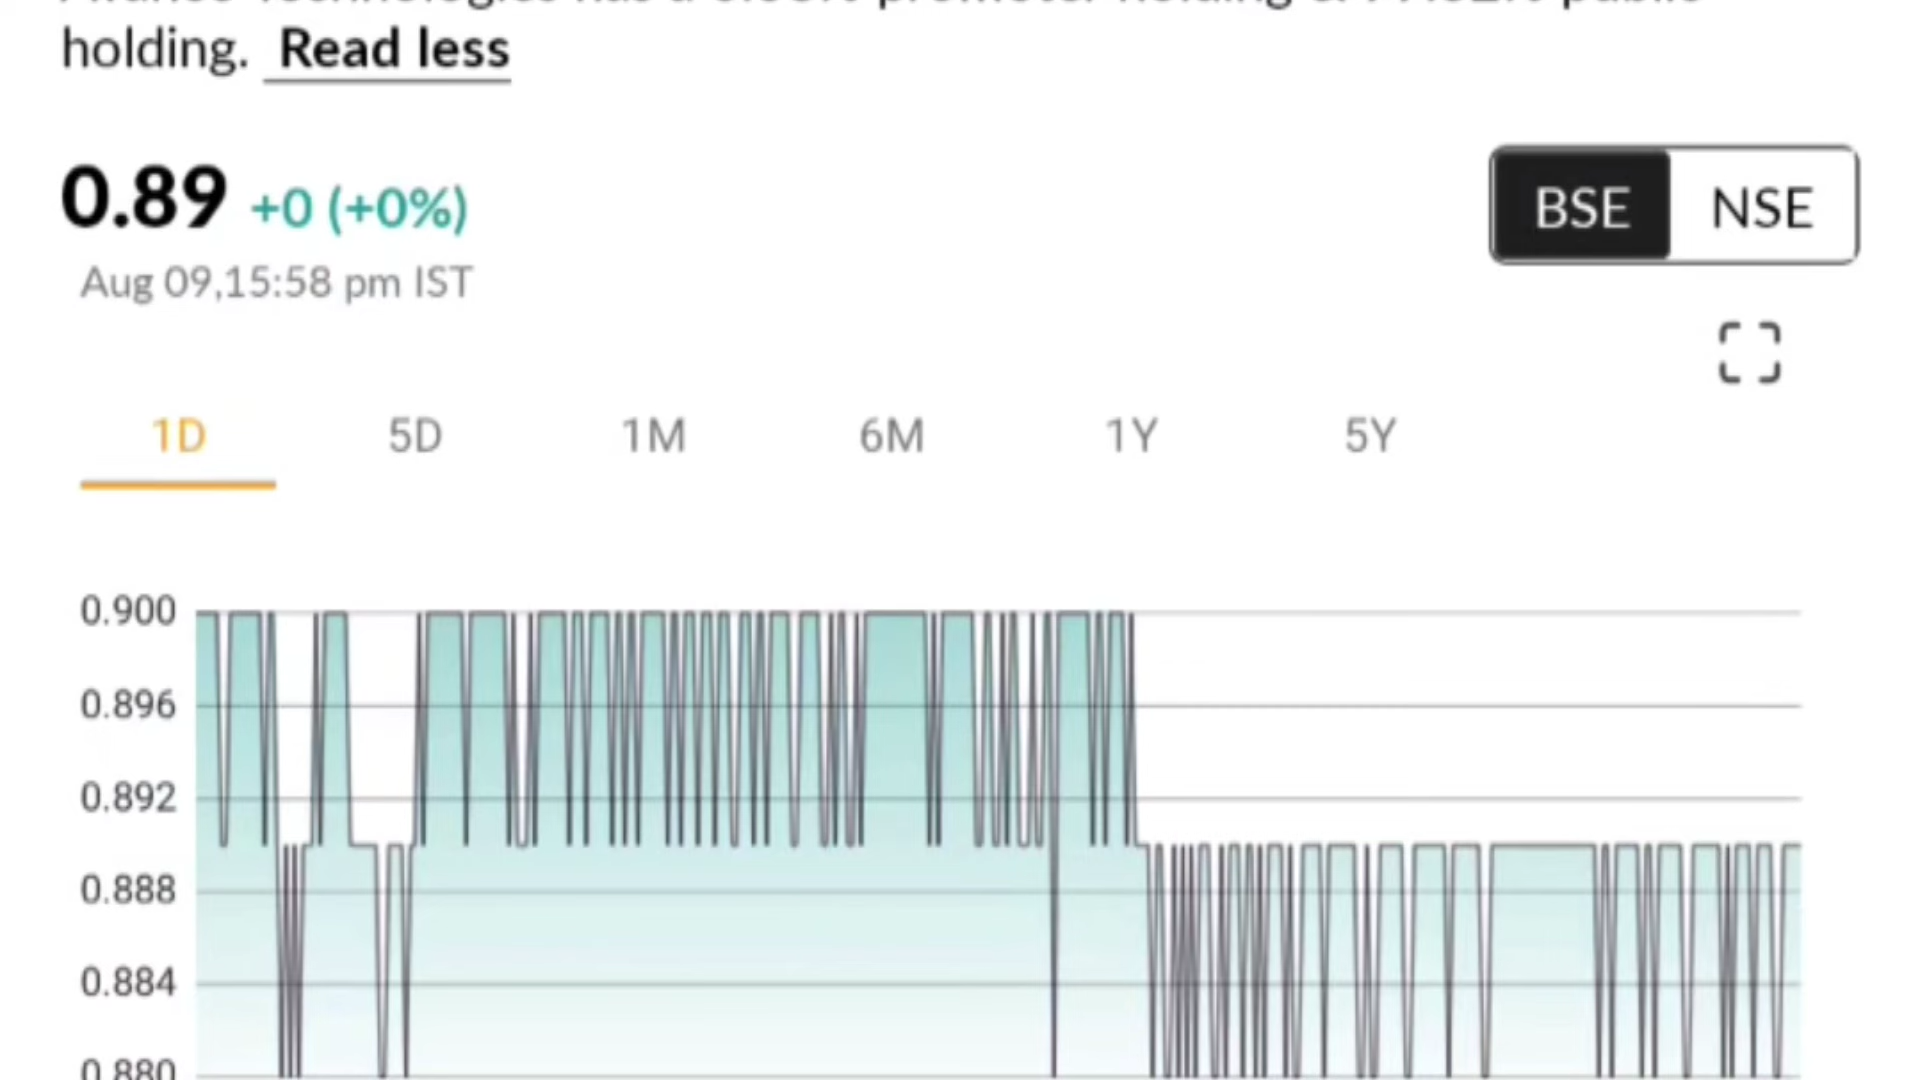 holding. Read less
0.89 +0 (+0%)
BSE NSE
Aug 09,15:58 pm IST
1D 5D 1M 6M 1Y 5Y
0.900
0.896
0.892
0.888
0.884
0.880